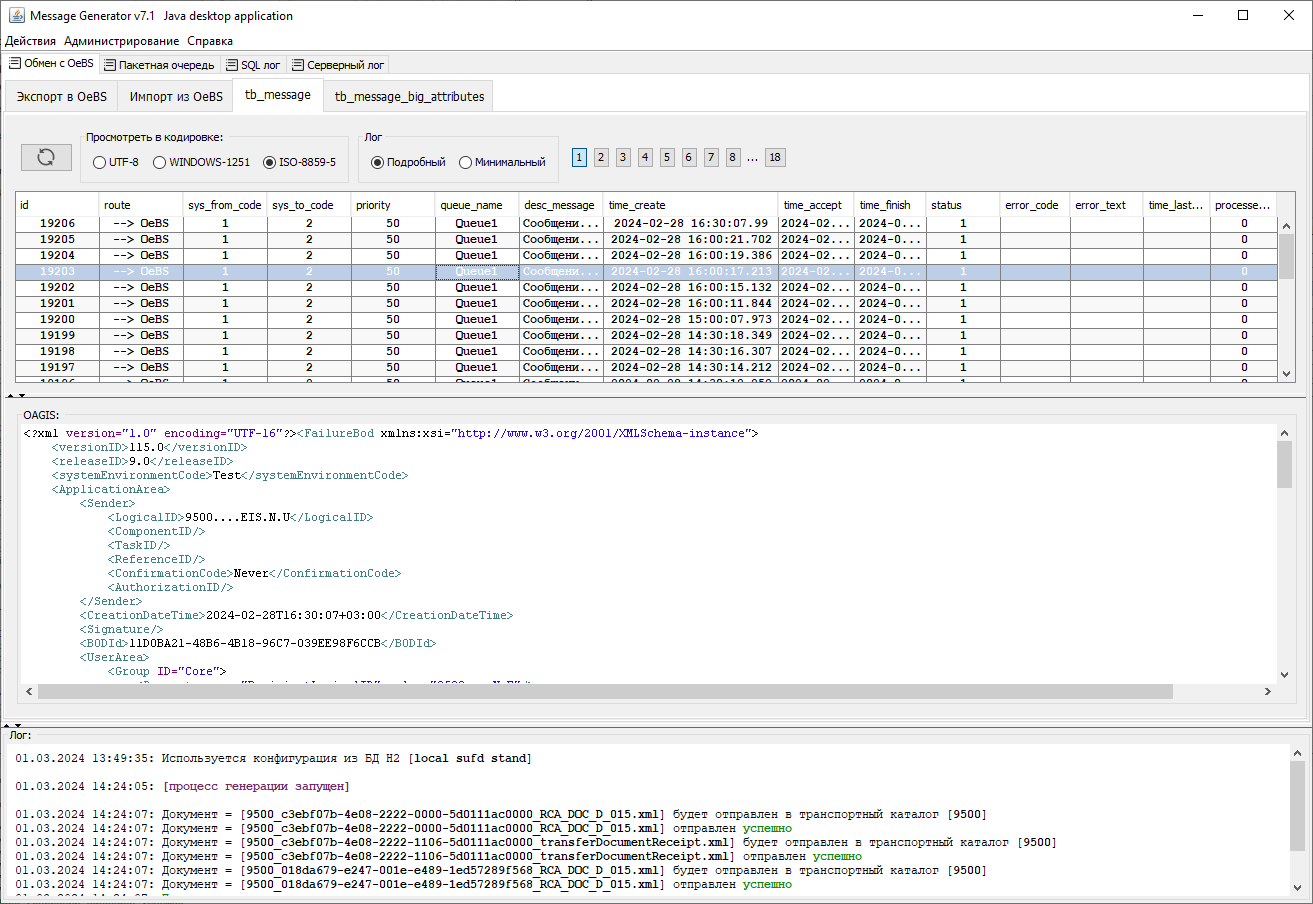 Message Generator v7.1 Java desktop application
Действия Администрирование Справка
Обмен с OeBS Пакетная очередь SQL лог Серверный лог
Экспорт в OeBS Импорт из OeBS tb_message tb_message_big_attributes
Просмотреть в кодировке: Лог
UTF-8 WINDOWS-1251 ISO-8859-5 Подробный Минимальный 1 2 3 4 5 6 7 8 ... 18
id route sys_from_code sys_to_code priority queue_name desc_message time_create time_accept time_finish status error_code error_text time_last... processe...
19206 --> OeBS 1 2 50 Queue1 Сообщени... 2024-02-28 16:30:07.99 2024-02... 2024-0... 1 0
19205 --> OeBS 1 2 50 Queue1 Сообщени... 2024-02-28 16:00:21.702 2024-02... 2024-0... 1 0
19204 --> OeBS 1 2 50 Queue1 Сообщени... 2024-02-28 16:00:19.386 2024-02... 2024-0... 1 0
19203 --> OeBS 1 2 50 Queue1 Сообщени... 2024-02-28 16:00:17.213 2024-02... 2024-0... 1 0
19202 --> OeBS 1 2 50 Queue1 Сообщени... 2024-02-28 16:00:15.132 2024-02... 2024-0... 1 0
19201 --> OeBS 1 2 50 Queue1 Сообщени... 2024-02-28 16:00:11.844 2024-02... 2024-0... 1 0
19200 --> OeBS 1 2 50 Queue1 Сообщени... 2024-02-28 15:00:07.973 2024-02... 2024-0... 1 0
19199 --> OeBS 1 2 50 Queue1 Сообщени... 2024-02-28 14:30:18.349 2024-02... 2024-0... 1 0
19198 --> OeBS 1 2 50 Queue1 Сообщени... 2024-02-28 14:30:16.307 2024-02... 2024-0... 1 0
19197 --> OeBS 1 2 50 Queue1 Сообщени... 2024-02-28 14:30:14.212 2024-02... 2024-0... 1 0
OAGIS:
<?xml version="1.0" encoding="UTF-16"?><FailureBod xmlns:xsi="http://www.w3.org/2001/XMLSchema-instance">
<versionID>115.0</versionID>
<releaseID>9.0</releaseID>
<systemEnvironmentCode>Test</systemEnvironmentCode>
<ApplicationArea>
<Sender>
<LogicalID>9500....EIS.N.U</LogicalID>
<ComponentID/>
<TaskID/>
<ReferenceID/>
<ConfirmationCode>Never</ConfirmationCode>
<AuthorizationID/>
</Sender>
<CreationDateTime>2024-02-28T16:30:07+03:00</CreationDateTime>
<Signature/>
<BODId>11D0BA21-48B6-4B18-96C7-039EE98F6CCB</BODId>
<UserArea>
<Group ID="Core">
Лог:
01.03.2024 13:49:35: Используется конфигурация из БД H2 [local sufd stand]
01.03.2024 14:24:05: [процесс генерации запущен]
01.03.2024 14:24:07: Документ = [9500_c3ebf07b-4e08-2222-0000-5d0111ac0000_RCA_DOC_D_015.xml] будет отправлен в транспортный каталог [9500]
01.03.2024 14:24:07: Документ = [9500_c3ebf07b-4e08-2222-0000-5d0111ac0000_RCA_DOC_D_015.xml] отправлен успешно
01.03.2024 14:24:07: Документ = [9500_c3ebf07b-4e08-2222-1106-5d0111ac0000_transferDocumentReceipt.xml] будет отправлен в транспортный каталог [9500]
01.03.2024 14:24:07: Документ = [9500_c3ebf07b-4e08-2222-1106-5d0111ac0000_transferDocumentReceipt.xml] отправлен успешно
01.03.2024 14:24:07: Документ = [9500_018da679-e247-001e-e489-1ed57289f568_RCA_DOC_D_015.xml] будет отправлен в транспортный каталог [9500]
01.03.2024 14:24:07: Документ = [9500_018da679-e247-001e-e489-1ed57289f568_RCA_DOC_D_015.xml] отправлен успешно